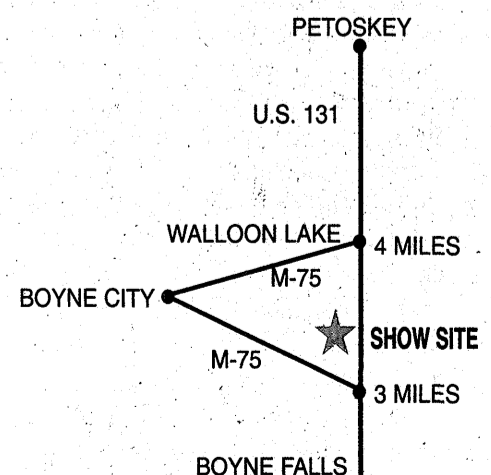 PETOSKEY
U.S. 131
WALLOON LAKE
4 MILES
M-75
BOYNE CITY
SHOW SITE
M-75
3 MILES
BOYNE FALLS